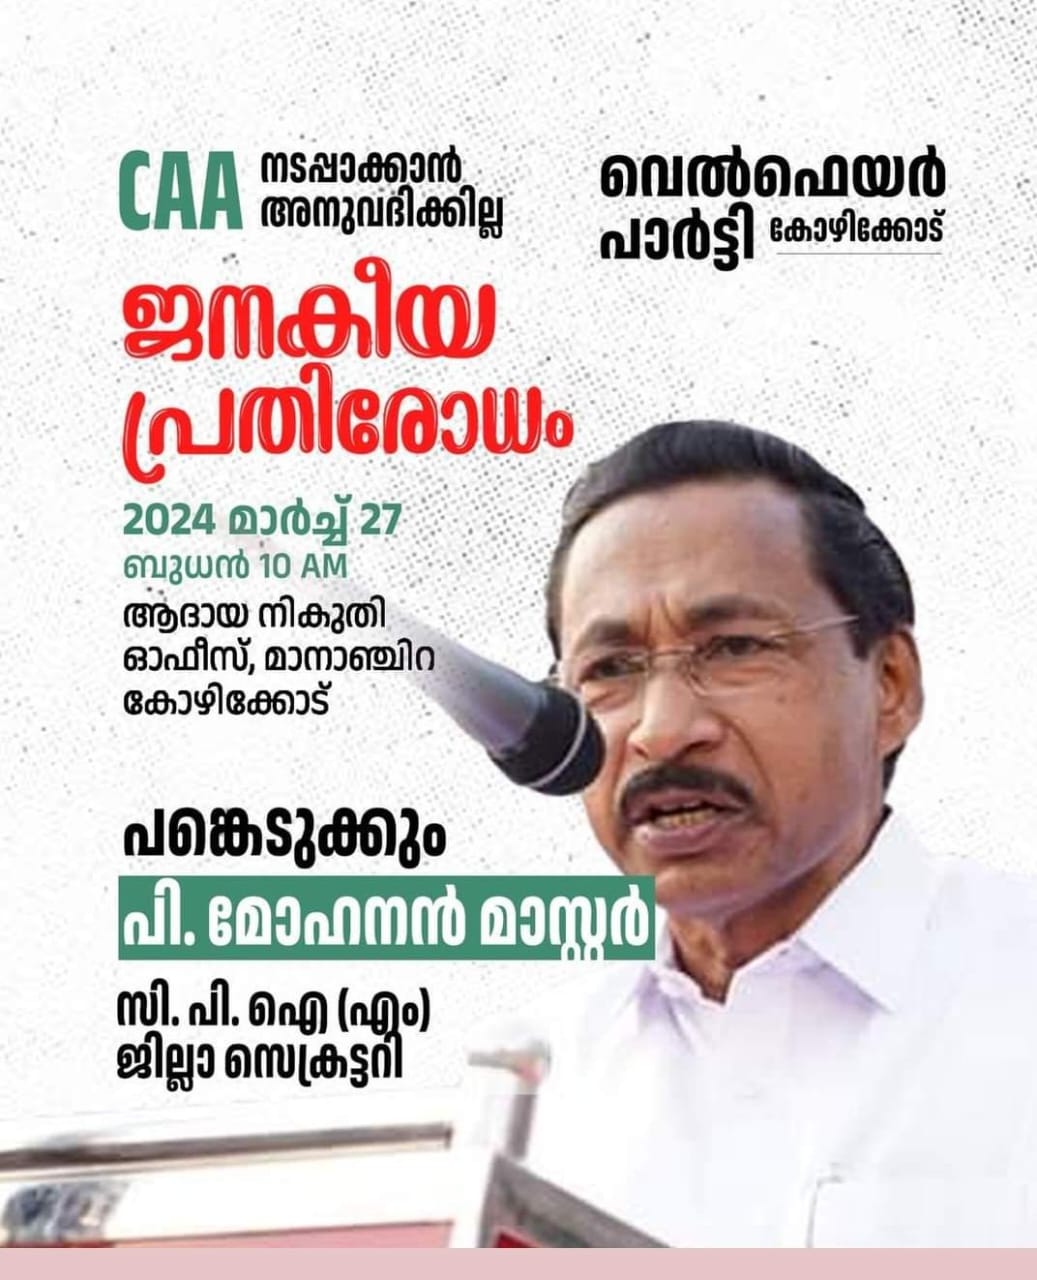 CAA നടപ്പാക്കാൻ
അനുവദിക്കില്ല
വെൽഫെയർ
പാർട്ടി കോഴിക്കോട്
ജനകീയ
പ്രതിരോധം
2024 മാർച്ച് 27
ബുധൻ 10 AM
ആദായ നികുതി
ഓഫീസ്, മാനാഞ്ചിറ
കോഴിക്കോട്
പങ്കെടുക്കും
പി. മോഹനൻ മാസ്റ്റർ
സി. പി. ഐ (എം)
ജില്ലാ സെക്രട്ടറി